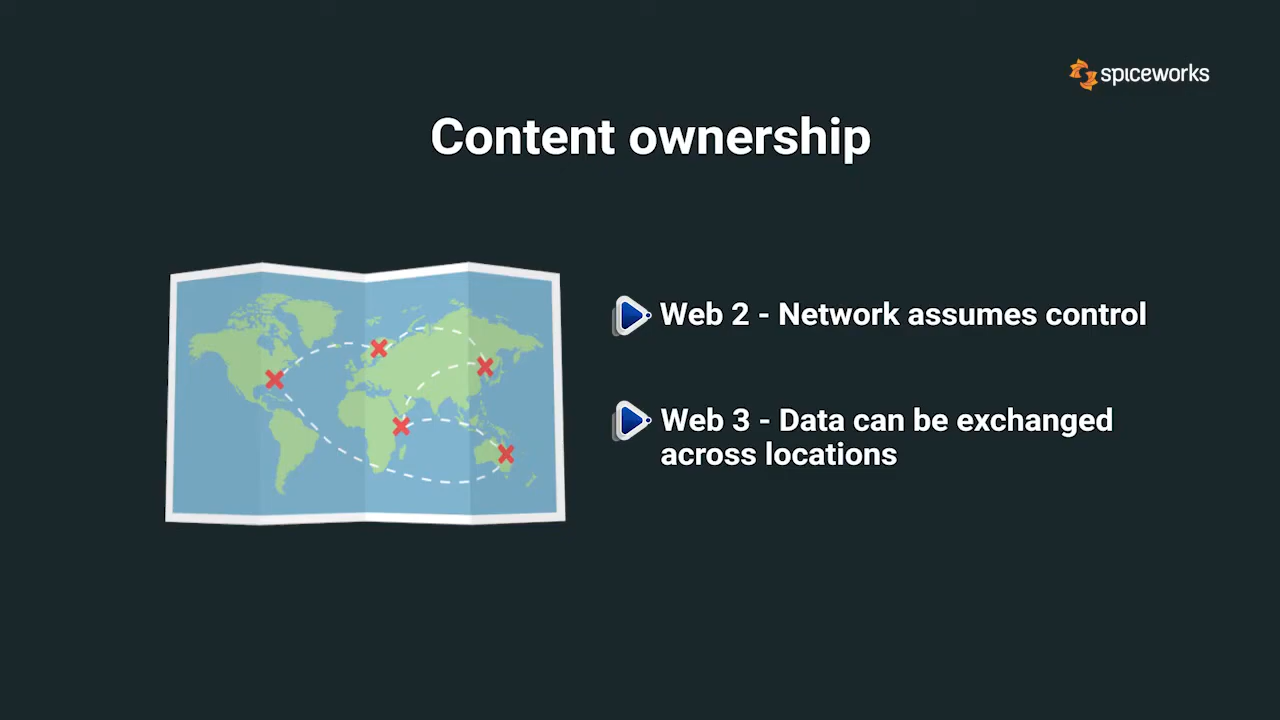 spiceworks
Content ownership
Web 2 - Network assumes control
Web 3 - Data can be exchanged
across locations